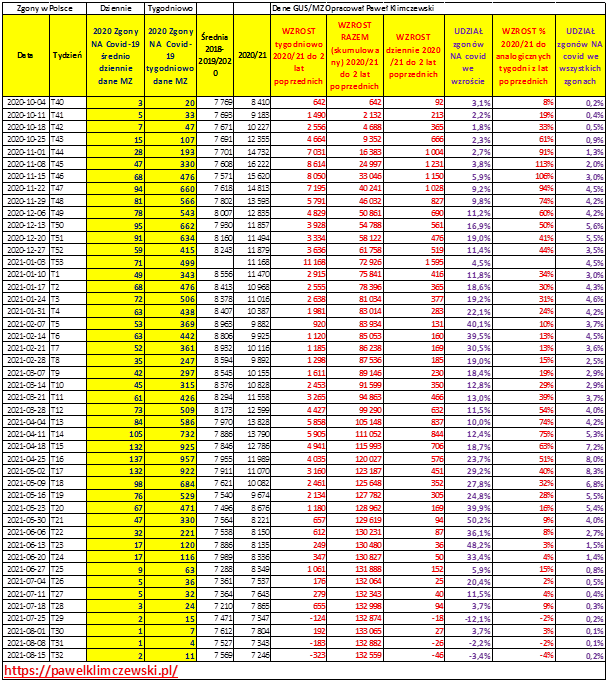 Zgony w Polsce Dziennie Tygodniowo Dane GUS/MZ Opracował Paweł Klimczewski
Data Tydzień 2020 Zgony NA Covid-19 średnio dziennie dane MZ 2020 Zgony NA Covid-19 tygodniowo dane MZ Średnia 2018-2019/2020 2020/21 WZROST tygodniowo 2020/21 do 2 lat poprzednich WZROST RAZEM (skumulowany) 2020/21 do 2 lat poprzednich WZROST dziennie 2020/21 do 2 lat poprzednich UDZIAŁ zgonów NA covid we wzroście WZROST % 2020/21 do analogicznych tygodni z lat poprzednich UDZIAŁ zgonów NA covid we wszystkich zgonach
2020-10-04 T40 3 20 7 769 8 410 642 642 92 3,1% 8% 0,2%
2020-10-11 T41 5 33 7 693 9 183 1 490 2 132 213 2,2% 19% 0,4%
2020-10-18 T42 7 47 7 671 10 227 2 556 4 688 365 1,8% 33% 0,5%
2020-10-25 T43 15 107 7 691 12 355 4 664 9 352 666 2,3% 61% 0,9%
2020-11-01 T44 28 193 7 701 14 732 7 031 16 383 1 004 2,7% 91% 1,3%
2020-11-08 T45 47 330 7 608 16 222 8 614 24 997 1 231 3,8% 113% 2,0%
2020-11-15 T46 68 476 7 571 15 620 8 050 33 046 1 150 5,9% 106% 3,0%
2020-11-22 T47 94 660 7 618 14 813 7 195 40 241 1 028 9,2% 94% 4,5%
2020-11-29 T48 81 566 7 802 13 593 5 791 46 032 827 9,8% 74% 4,2%
2020-12-06 T49 78 543 8 007 12 835 4 829 50 861 690 11,2% 60% 4,2%
2020-12-13 T50 95 662 7 930 11 857 3 928 54 788 561 16,9% 50% 5,6%
2020-12-20 T51 91 634 8 160 11 494 3 334 58 122 476 19,0% 41% 5,5%
2020-12-27 T52 59 415 8 243 11 879 3 636 61 758 519 11,4% 44% 3,5%
2021-01-03 T53 71 499 11 168 11 168 72 926 1 595 4,5% 4,5%
2021-01-10 T1 49 343 8 556 11 470 2 915 75 841 416 11,8% 34% 3,0%
2021-01-17 T2 68 476 8 413 10 968 2 555 78 396 365 18,6% 30% 4,3%
2021-01-24 T3 72 506 8 378 11 016 2 638 81 034 377 19,2% 31% 4,6%
2021-01-31 T4 63 438 8 407 10 387 1 981 83 014 283 22,1% 24% 4,2%
2021-02-07 T5 53 369 8 963 9 882 920 83 934 131 40,1% 10% 3,7%
2021-02-14 T6 63 442 8 806 9 925 1 120 85 053 160 39,5% 13% 4,5%
2021-02-21 T7 52 361 8 932 10 116 1 185 86 238 169 30,5% 13% 3,6%
2021-02-28 T8 35 247 8 594 9 892 1 298 87 536 185 19,0% 15% 2,5%
2021-03-07 T9 42 297 8 545 10 155 1 611 89 146 230 18,4% 19% 2,9%
2021-03-14 T10 45 315 8 376 10 828 2 453 91 599 350 12,8% 29% 2,9%
2021-03-21 T11 61 426 8 294 11 558 3 265 94 863 466 13,0% 39% 3,7%
2021-03-28 T12 73 509 8 173 12 599 4 427 99 290 632 11,5% 54% 4,0%
2021-04-04 T13 84 586 7 970 13 828 5 858 105 148 837 10,0% 74% 4,2%
2021-04-11 T14 105 732 7 886 13 790 5 905 111 052 844 12,4% 75% 5,3%
2021-04-18 T15 132 925 7 846 12 786 4 941 115 993 706 18,7% 63% 7,2%
2021-04-25 T16 137 957 7 955 11 989 4 035 120 027 576 23,7% 51% 8,0%
2021-05-02 T17 132 922 7 911 11 070 3 160 123 187 451 29,2% 40% 8,3%
2021-05-09 T18 98 684 7 621 10 082 2 461 125 648 352 27,8% 32% 6,8%
2021-05-16 T19 76 529 7 540 9 674 2 134 127 782 305 24,8% 28% 5,5%
2021-05-23 T20 67 471 7 496 8 676 1 180 128 962 169 39,9% 16% 5,4%
2021-05-30 T21 47 330 7 564 8 221 657 129 619 94 50,2% 9% 4,0%
2021-06-06 T22 32 221 7 538 8 150 612 130 231 87 36,1% 8% 2,7%
2021-06-13 T23 17 120 7 886 8 135 249 130 480 36 48,2% 3% 1,5%
2021-06-20 T24 17 116 7 989 8 336 347 130 827 50 33,4% 4% 1,4%
2021-06-27 T25 9 63 7 288 8 349 1 061 131 888 152 5,9% 15% 0,8%
2021-07-04 T26 5 36 7 361 7 537 176 132 064 25 20,4% 2% 0,5%
2021-07-11 T27 5 32 7 364 7 643 279 132 343 40 11,5% 4% 0,4%
2021-07-18 T28 3 24 7 210 7 865 655 132 998 94 3,7% 9% 0,3%
2021-07-25 T29 2 15 7 471 7 347 -124 132 874 -18 -12,1% -2% 0,2%
2021-08-01 T30 1 7 7 612 7 804 192 133 065 27 3,7% 3% 0,1%
2021-08-08 T31 1 4 7 527 7 343 -183 132 882 -26 -2,2% -2% 0,1%
2021-08-15 T32 2 11 7 569 7 246 -323 132 559 -46 -3,4% -4% 0,2%
https://pawelklimczewski.pl/